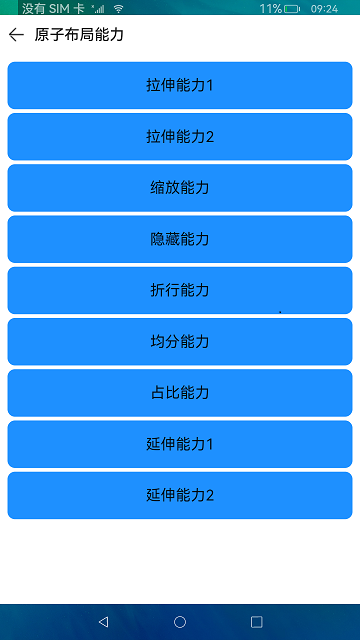 没有 SIM 卡 11% 09:24
原子布局能力
拉伸能力1
拉伸能力2
缩放能力
隐藏能力
折行能力
均分能力
占比能力
延伸能力1
延伸能力2